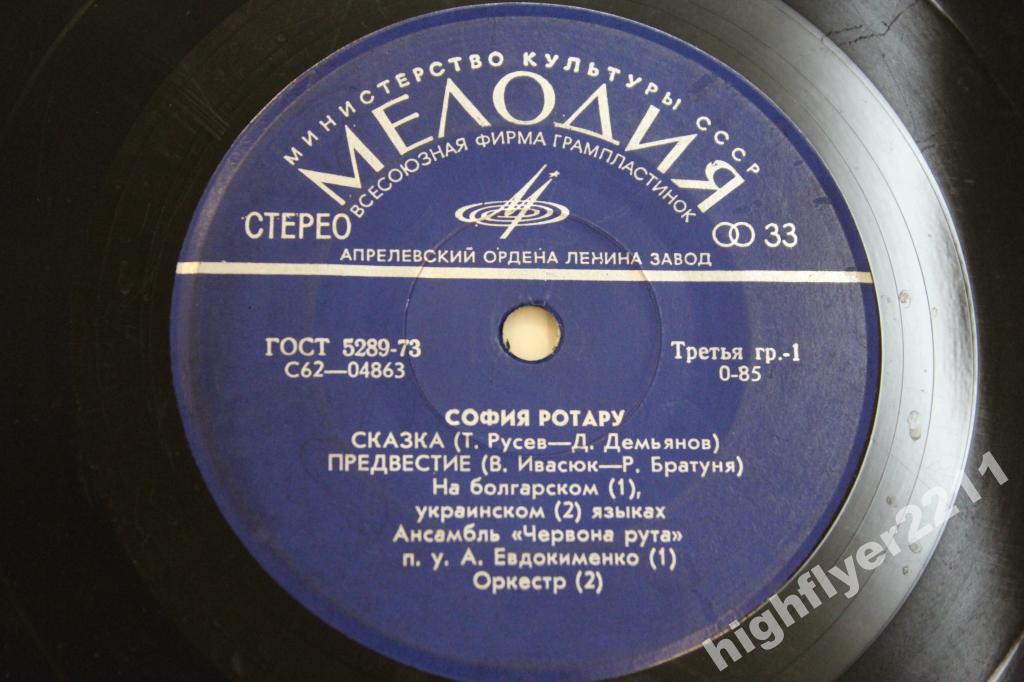 МИНИСТЕРСТВО КУЛЬТУРЫ СССР
МЕЛОДИЯ
ВСЕСОЮЗНАЯ ФИРМА ГРАМПЛАСТИНОК
СТЕРЕО
33
АПРЕЛЕВСКИЙ ОРДЕНА ЛЕНИНА ЗАВОД
ГОСТ 5289-73
С62—04863
Третья гр.-1
0-85
СОФИЯ РОТАРУ
СКАЗКА (Т. Русев—Д. Демьянов)
ПРЕДВЕСТИЕ (В. Ивасюк—Р. Братуня)
На болгарском (1),
украинском (2) языках
Ансамбль «Червона рута»
п. у. А. Евдокименко (1)
Оркестр (2)
highflyer2211